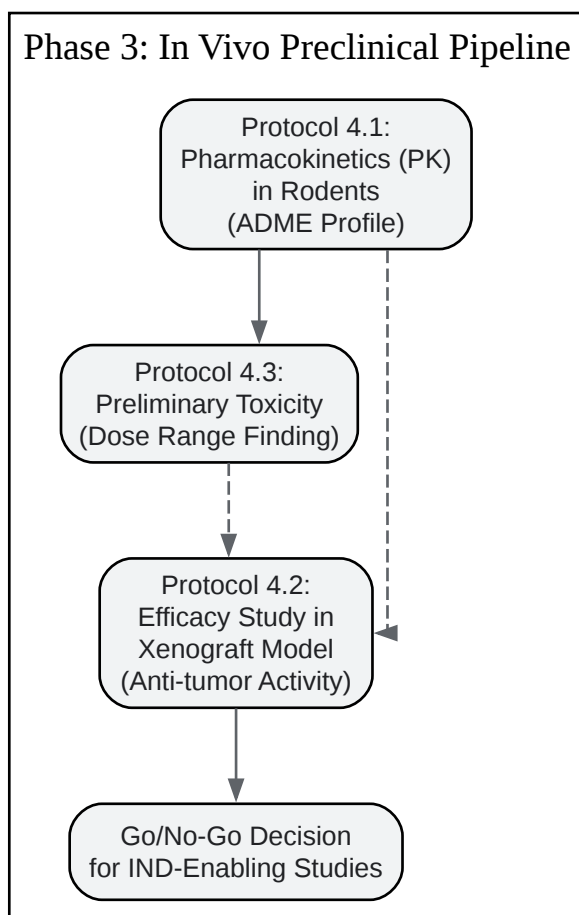 Phase 3: In Vivo Preclinical Pipeline
Protocol 4.1:
Pharmacokinetics (PK)
in Rodents
(ADME Profile)
Protocol 4.3:
Preliminary Toxicity
(Dose Range Finding)
Protocol 4.2:
Efficacy Study in
Xenograft Model
(Anti-tumor Activity)
Go/No-Go Decision
for IND-Enabling Studies